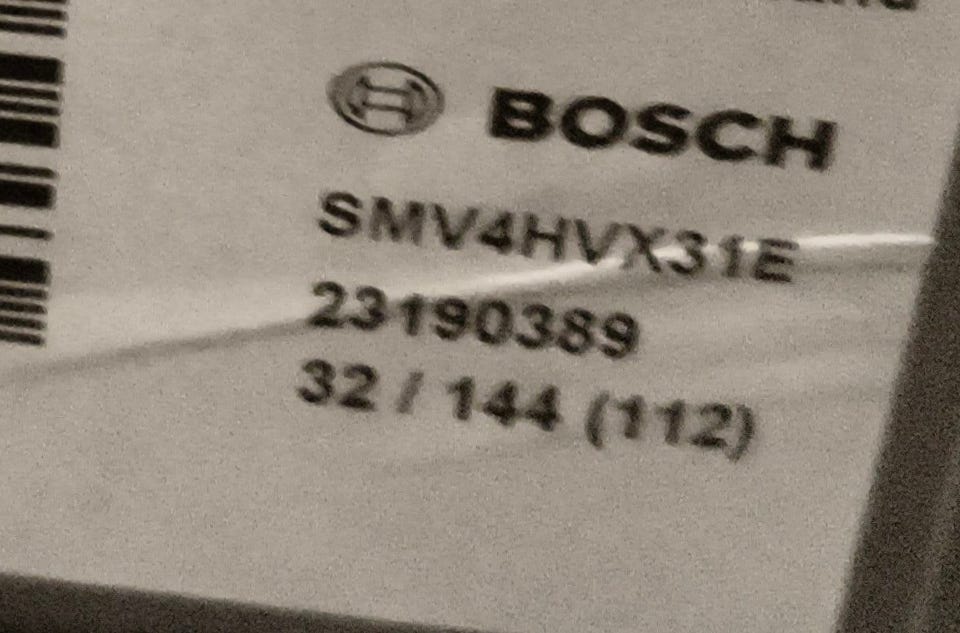 BOSCH
SMV4HVX31E
23190389
32 / 144 (112)